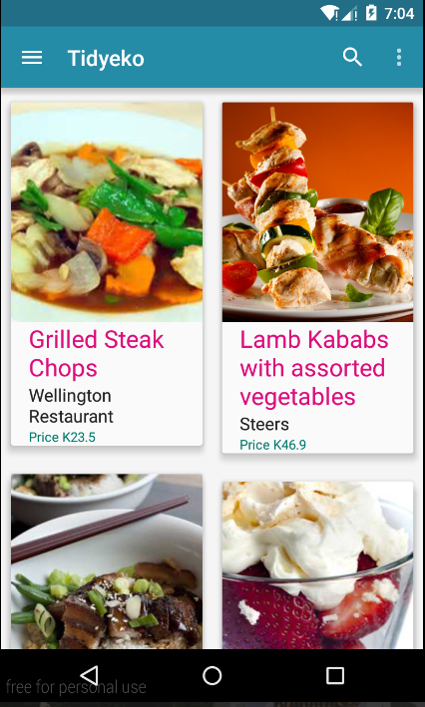 7:04
Tidyeko
Grilled Steak
Chops
Wellington
Restaurant
Price K23.5
Lamb Kababs
with assorted
vegetables
Steers
Price K46.9
free for personal use